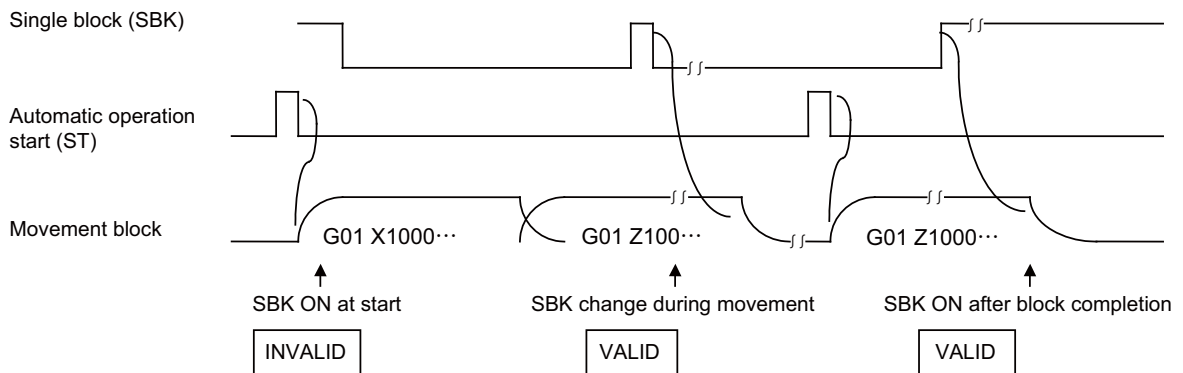 Single block (SBK)
Automatic operation
start (ST)
Movement block
G01 X1000⋯
G01 Z100⋯
G01 Z1000⋯
SBK ON at start
SBK change during movement
SBK ON after block completion
INVALID
VALID
VALID